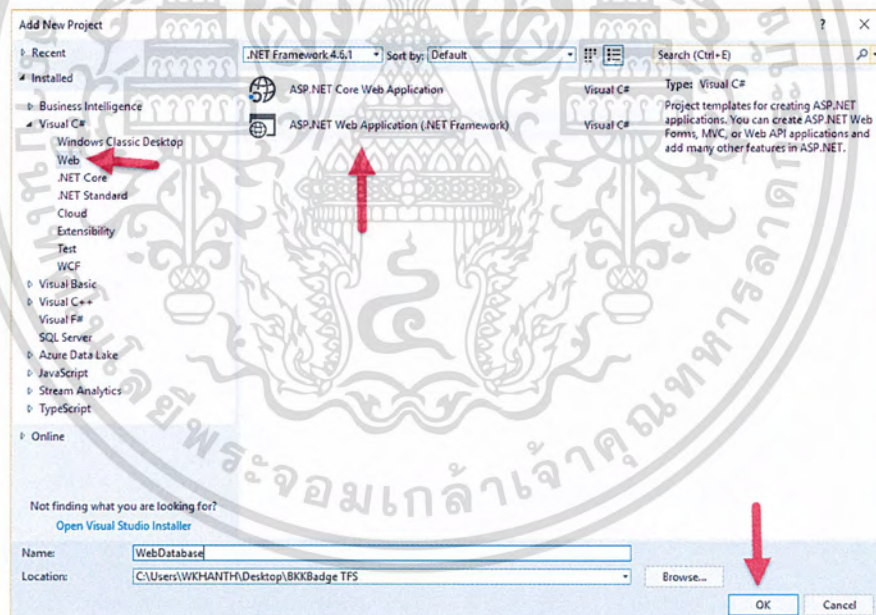 Add New Project
? ×
Recent
.NET Framework 4.6.1
Sort by: Default
Search (Ctrl+E)
Installed
Business Intelligence
Visual C#
Windows Classic Desktop
Web
.NET Core
.NET Standard
Cloud
Extensibility
Test
WCF
Visual Basic
Visual C++
Visual F#
SQL Server
Azure Data Lake
JavaScript
Stream Analytics
TypeScript
Online
ASP.NET Core Web Application Visual C#
ASP.NET Web Application (.NET Framework) Visual C#
Type: Visual C#
Project templates for creating ASP.NET
applications. You can create ASP.NET Web
Forms, MVC, or Web API applications and
add many other features in ASP.NET.
Not finding what you are looking for?
Open Visual Studio Installer
Name: WebDatabase
Location: C:\Users\WKHANTH\Desktop\BKKBadge TFS
Browse...
OK Cancel
พระจอมเกล้าเจ้าคุณทหารลาด